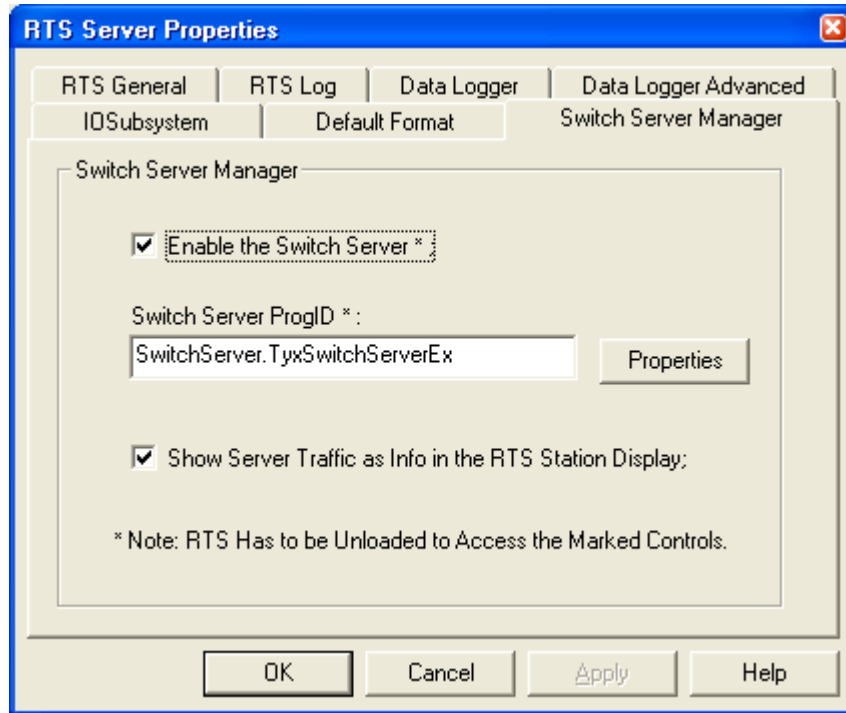 RTS Server Properties
RTS General
RTS Log
Data Logger
Data Logger Advanced
IOSubsystem
Default Format
Switch Server Manager
Switch Server Manager
Enable the Switch Server * ;
Switch Server ProgID * :
SwitchServer.TyxSwitchServerEx
Properties
Show Server Traffic as Info in the RTS Station Display;
* Note: RTS Has to be Unloaded to Access the Marked Controls.
OK
Cancel
Apply
Help